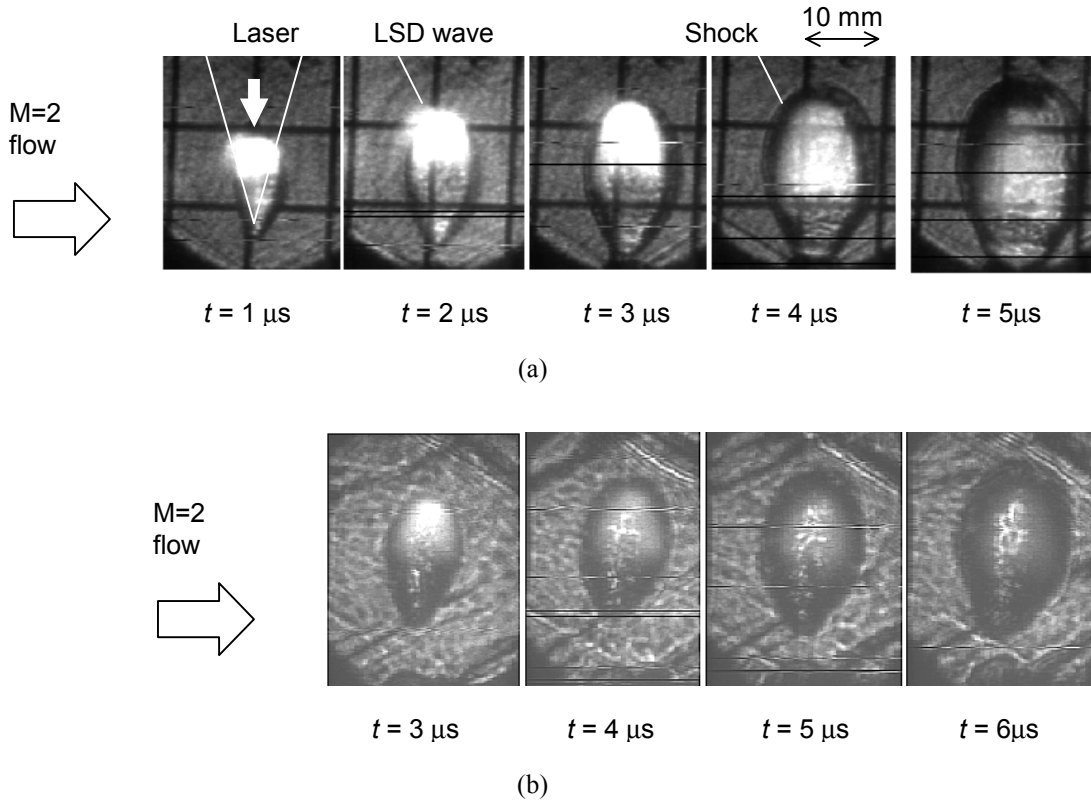 Laser LSD wave Shock 10 mm
M=2
flow
t = 1 μs t = 2 μs t = 3 μs t = 4 μs t = 5μs
(a)
M=2
flow
t = 3 μs t = 4 μs t = 5 μs t = 6μs
(b)